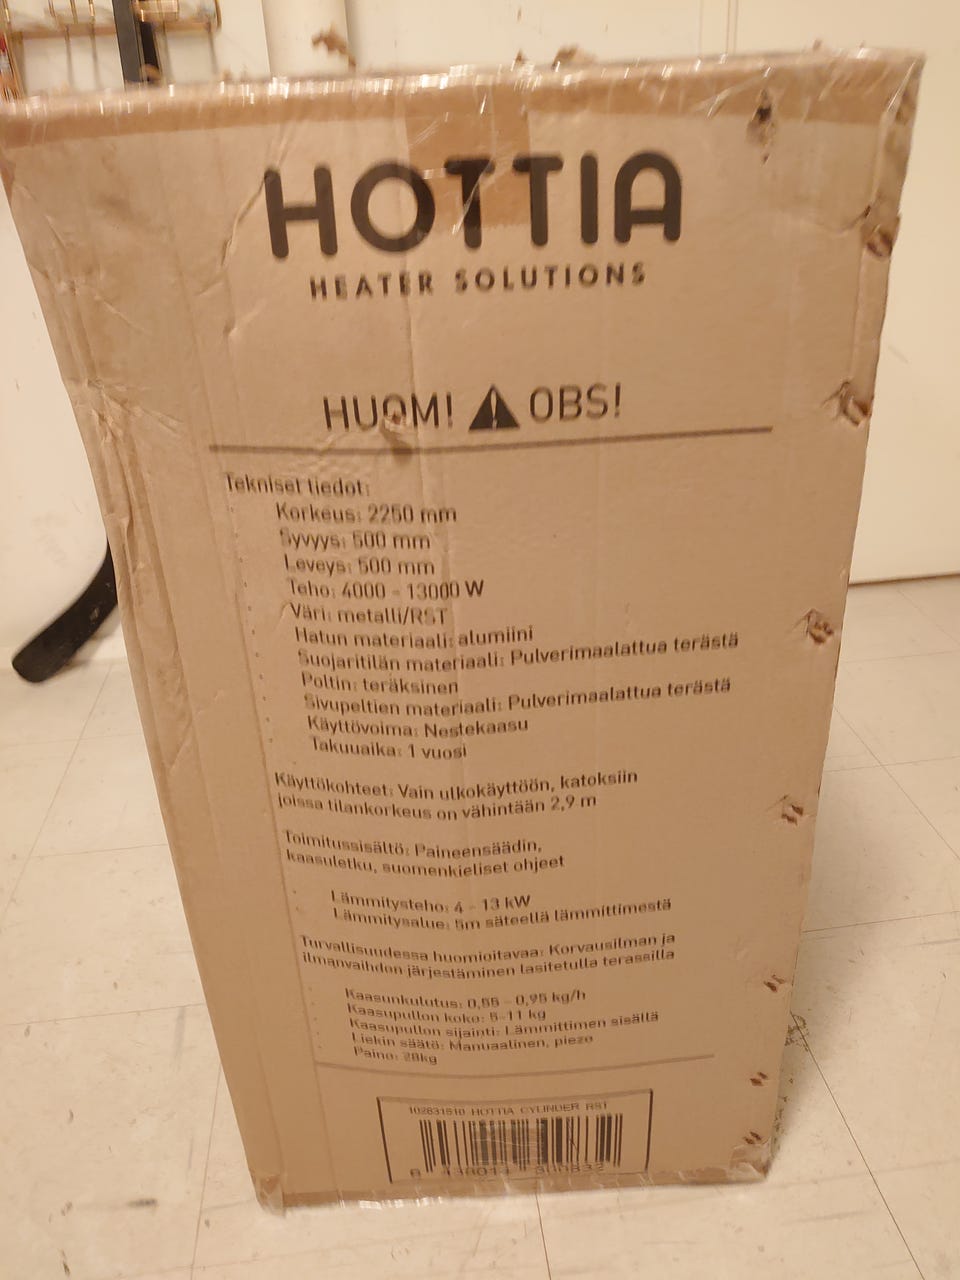 HOTTIA
HEATER SOLUTIONS
HUOM! OBS!
Tekniset tiedot:
Korkeus: 2250 mm
Syvyys: 500 mm
Leveys: 500 mm
Teho: 4000 - 13000 W
Väri: metalli/RST
Hatun materiaali: alumiini
Suojaritilän materiaali: Pulverimaalattua terästä
Poltin: teräksinen
Sivupeltien materiaali: Pulverimaalattua terästä
Käyttövoima: Nestekaasu
Takuuaika: 1 vuosi
Käyttökohteet: Vain ulkokäyttöön, katoksiin
joissa tilankorkeus on vähintään 2,9 m
Toimitussisältö: Paineensäädin,
kaasuletku, suomenkieliset ohjeet
Lämmitysteho: 4 - 13 kW
Lämmitysalue: 5m säteellä lämmittimestä
Turvallisuudessa huomioitavaa: Korvausilman ja
ilmanvaihdon järjestäminen lasitetulla terassilla
Kaasunkulutus: 0,55 - 0,95 kg/h
Kaasupullon koko: 5-11 kg
Kaasupullon sijainti: Lämmittimen sisällä
Liekin säätö: Manuaalinen, piezo
Paino: 28kg
102831510 HOTTIA CYLINDER RST